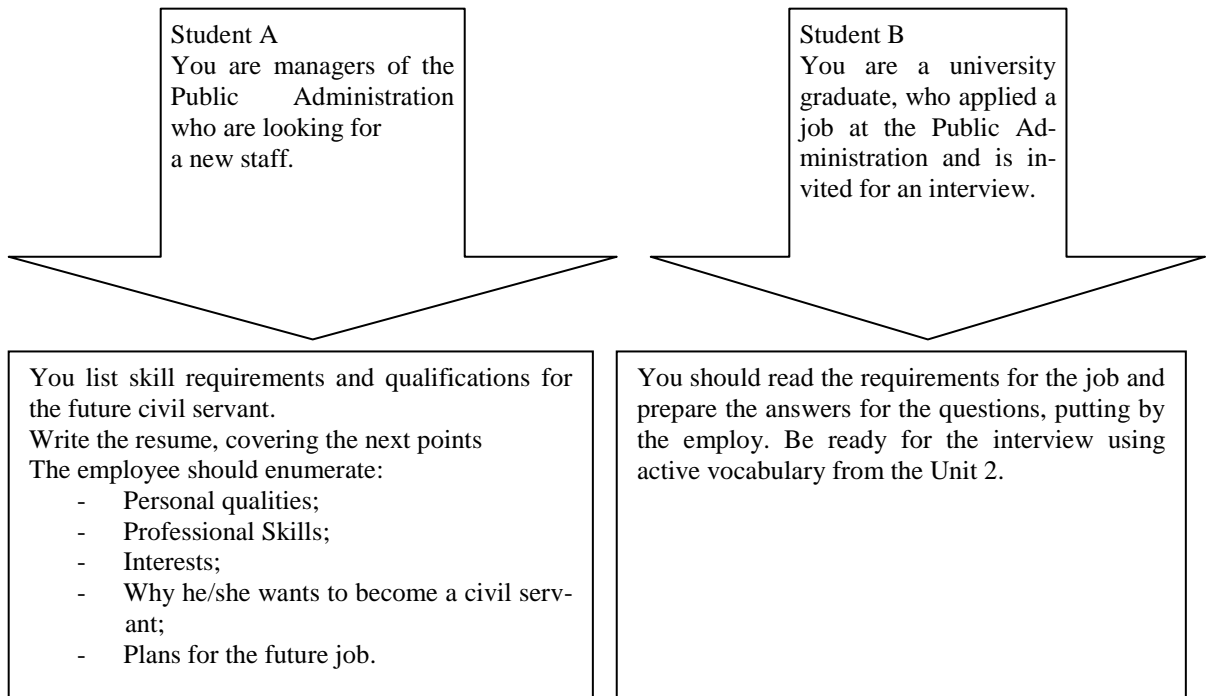 Student A
You are managers of the
Public Administration
who are looking for
a new staff.
Student B
You are a university
graduate, who applied a
job at the Public Ad-
ministration and is in-
vited for an interview.
You list skill requirements and qualifications for
the future civil servant.
Write the resume, covering the next points
The employee should enumerate:
- Personal qualities;
- Professional Skills;
- Interests;
- Why he/she wants to become a civil serv-
ant;
- Plans for the future job.
You should read the requirements for the job and
prepare the answers for the questions, putting by
the employ. Be ready for the interview using
active vocabulary from the Unit 2.